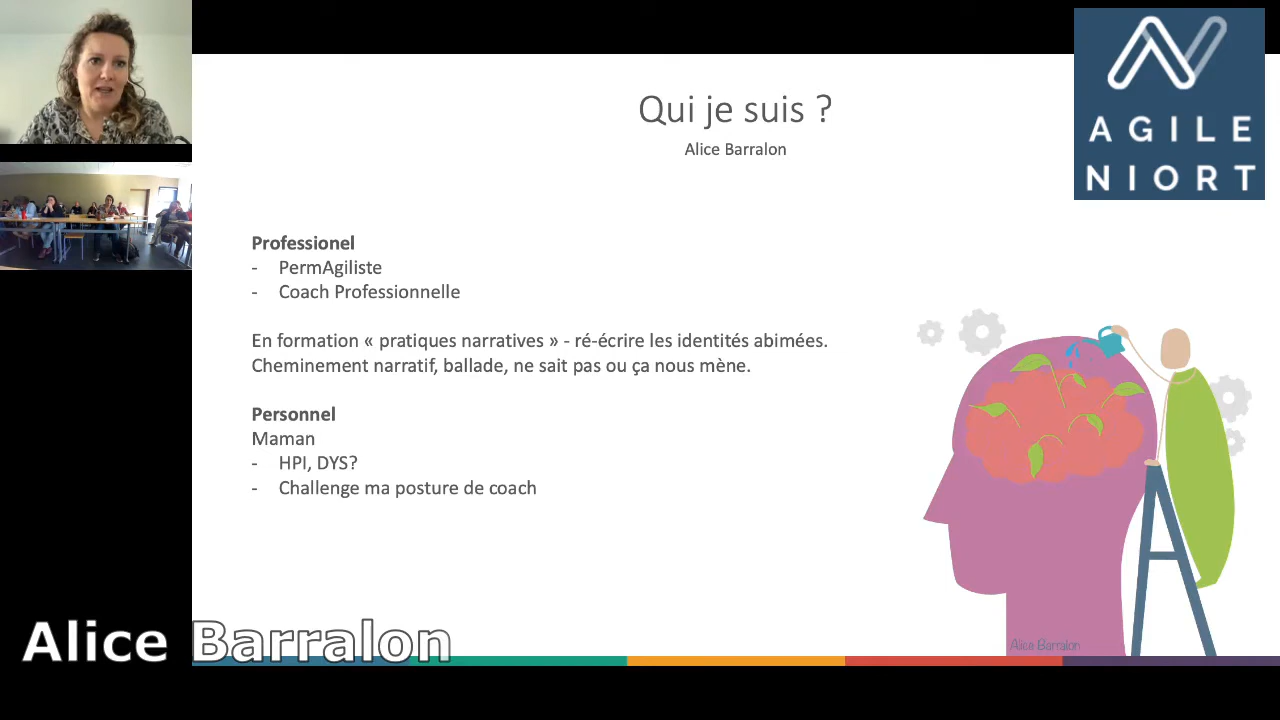 Qui je suis ?
Alice Barralon
AGILE
NIORT
Professionel
- PermAgiliste
- Coach Professionnelle
En formation « pratiques narratives » - ré-écrire les identités abimées.
Cheminement narratif, ballade, ne sait pas ou ça nous mène.
Personnel
Maman
- HPI, DYS?
- Challenge ma posture de coach
Alice Barralon
Alice Barralon